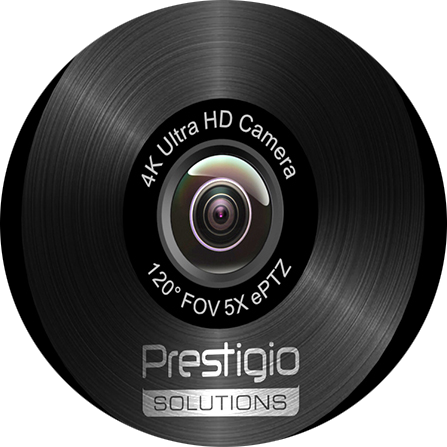 4K Ultra HD Camera
120° FOV 5X ePTZ
Prestigio
SOLUTIONS